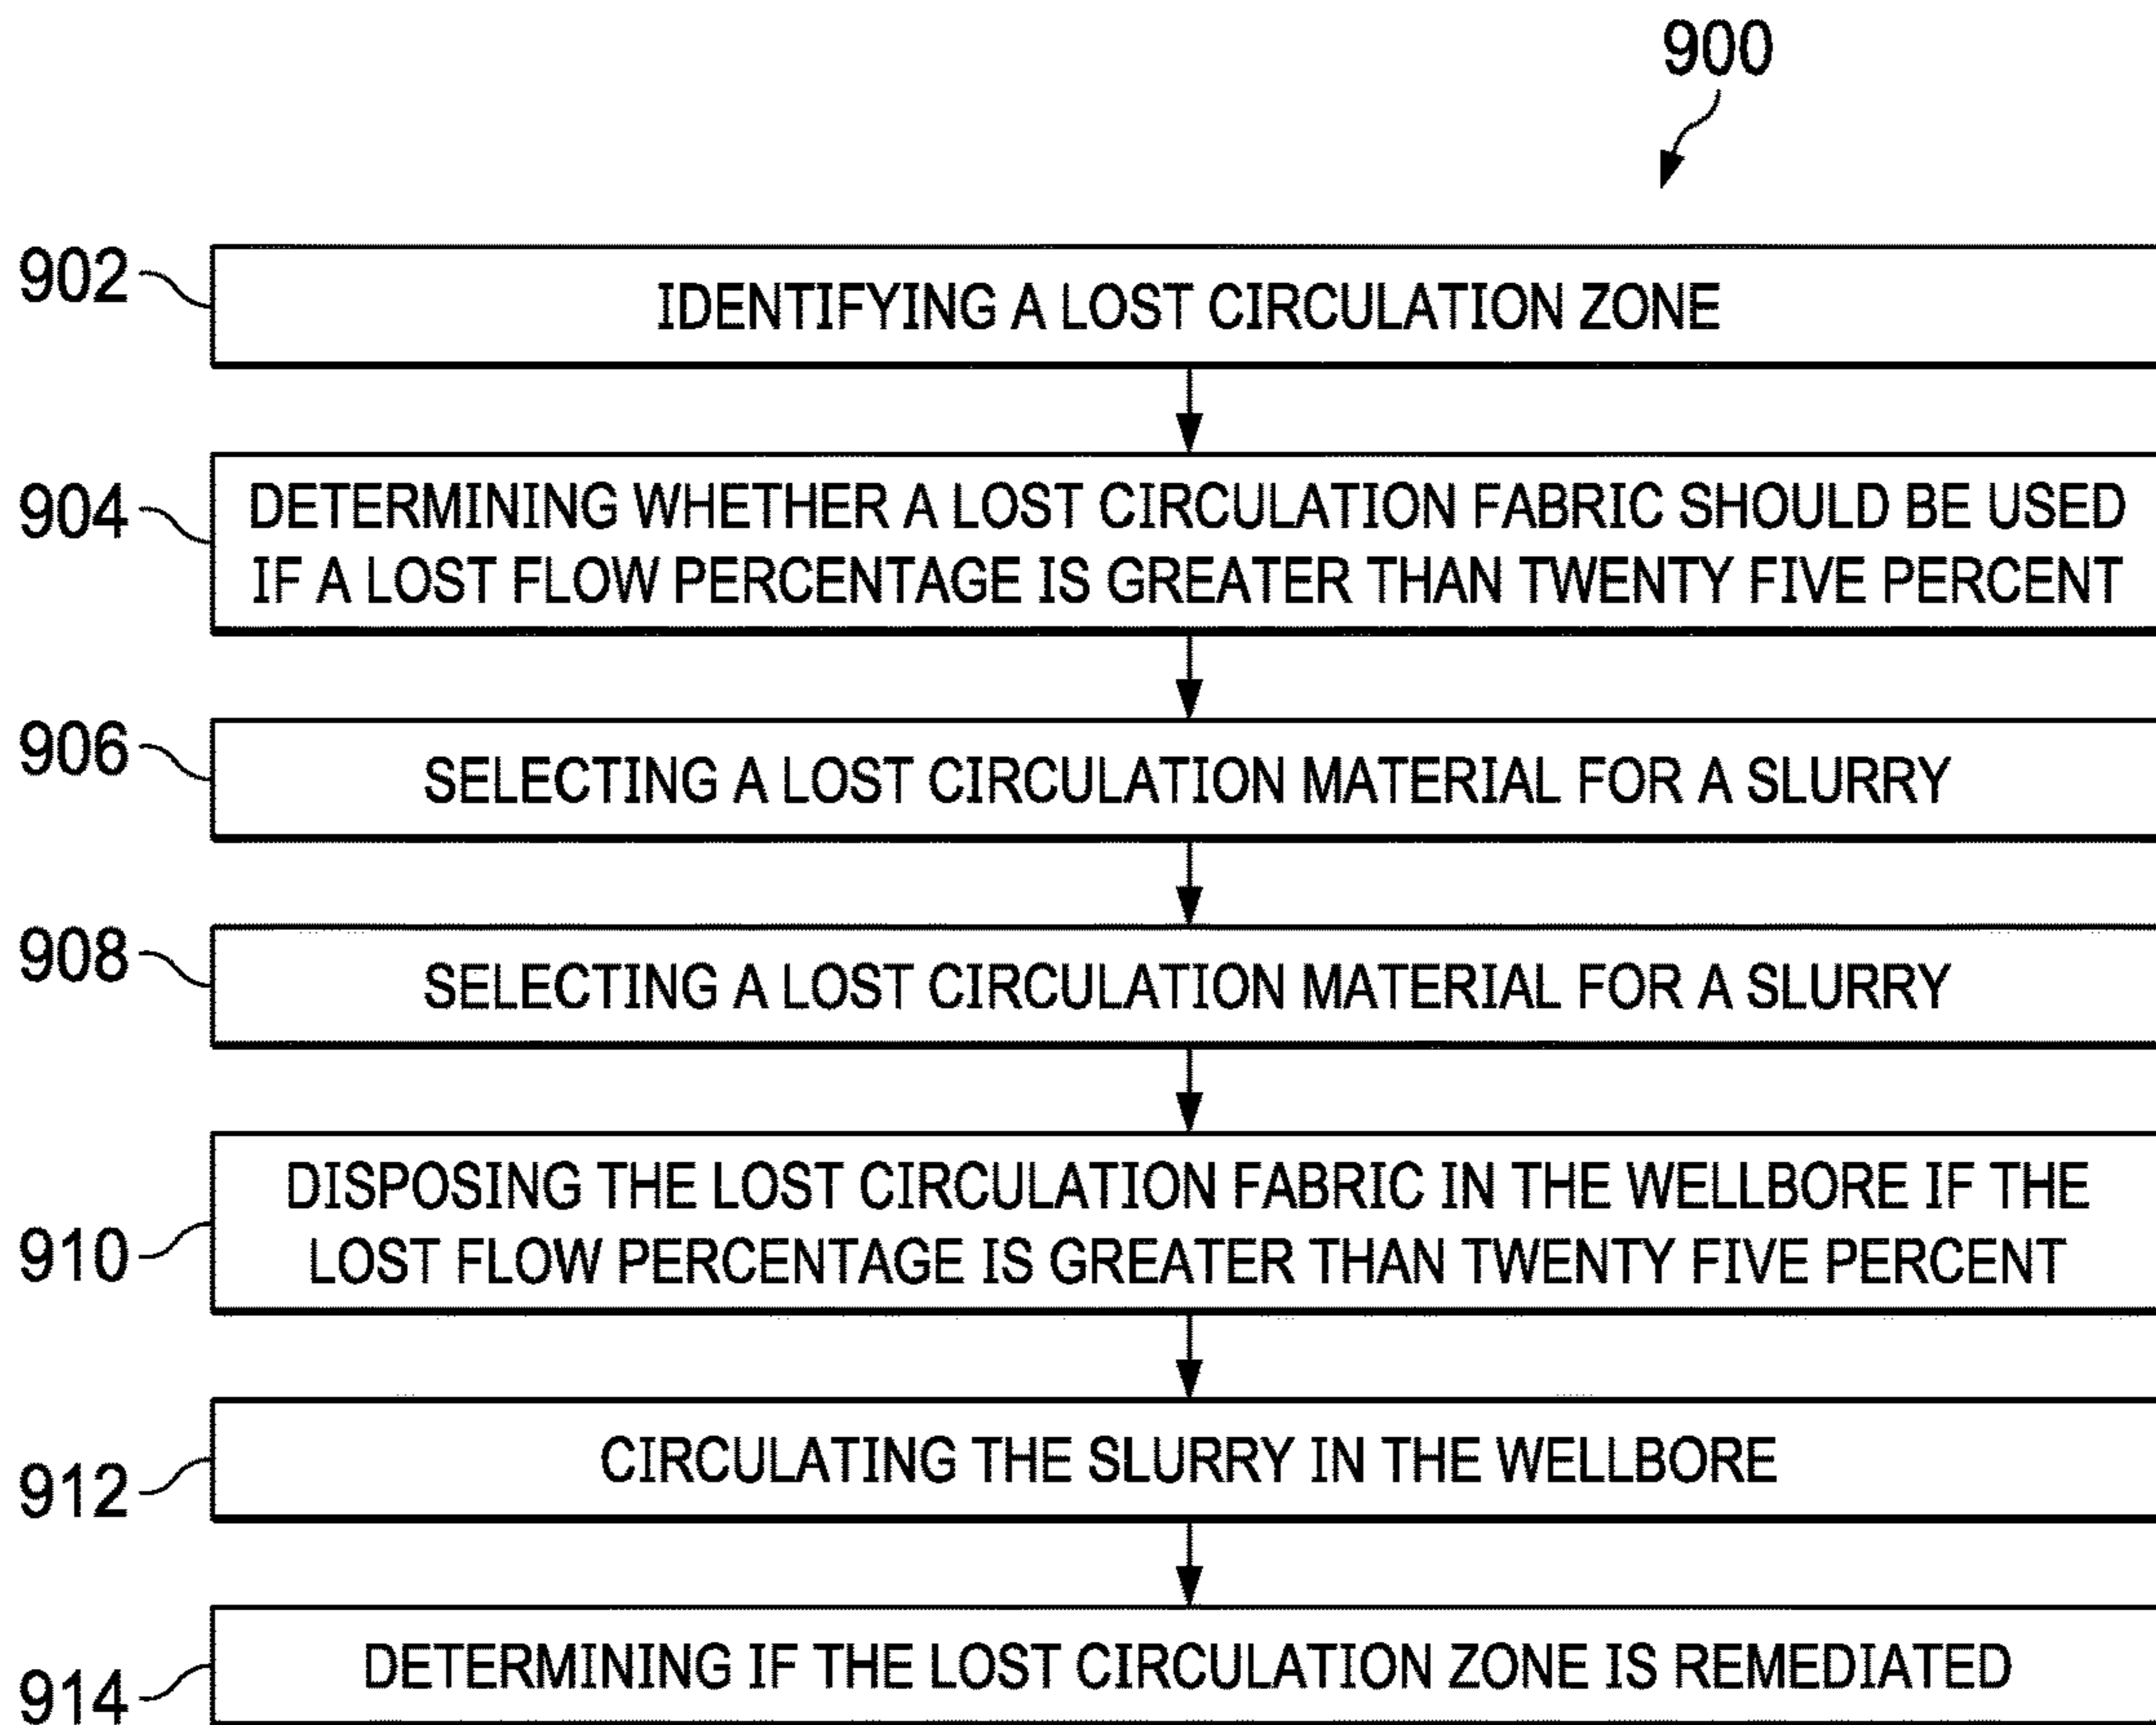 900
902
IDENTIFYING A LOST CIRCULATION ZONE
904
DETERMINING WHETHER A LOST CIRCULATION FABRIC SHOULD BE USED
IF A LOST FLOW PERCENTAGE IS GREATER THAN TWENTY FIVE PERCENT
906
SELECTING A LOST CIRCULATION MATERIAL FOR A SLURRY
908
SELECTING A LOST CIRCULATION MATERIAL FOR A SLURRY
910
DISPOSING THE LOST CIRCULATION FABRIC IN THE WELLBORE IF THE
LOST FLOW PERCENTAGE IS GREATER THAN TWENTY FIVE PERCENT
912
CIRCULATING THE SLURRY IN THE WELLBORE
914
DETERMINING IF THE LOST CIRCULATION ZONE IS REMEDIATED